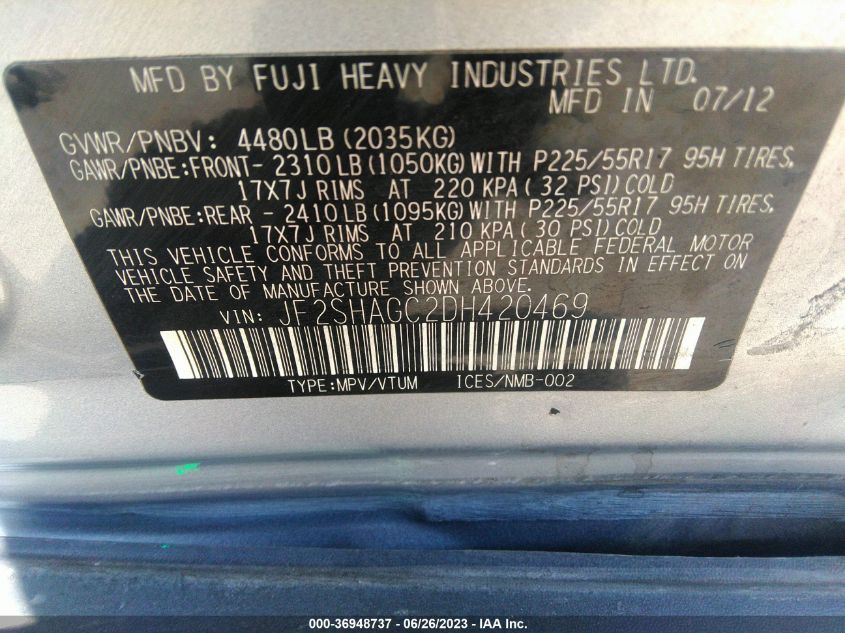 MFD BY FUJI HEAVY INDUSTRIES LTD.
MFD IN 07/12
GVWR/PNBV: 4480LB (2035KG)
GAWR/PNBE:FRONT- 2310LB (1050KG) WITH P225/55R17 95H TIRES,
17X7J RIMS AT 220 KPA (32 PSI) COLD
GAWR/PNBE:REAR - 2410LB (1095KG) WITH P225/55R17 95H TIRES,
17X7J RIMS AT 210 KPA (30 PSI) COLD
THIS VEHICLE CONFORMS TO ALL APPLICABLE FEDERAL MOTOR
VEHICLE SAFETY AND THEFT PREVENTION STANDARDS IN EFFECT ON
THE DATE OF MANUFACTURE SHOWN ABOVE.
VIN: JF2SHAGC2DH420469
TYPE:MPV/VTUM ICES/NMB-002
000-36948737 - 06/26/2023 - IAA Inc.